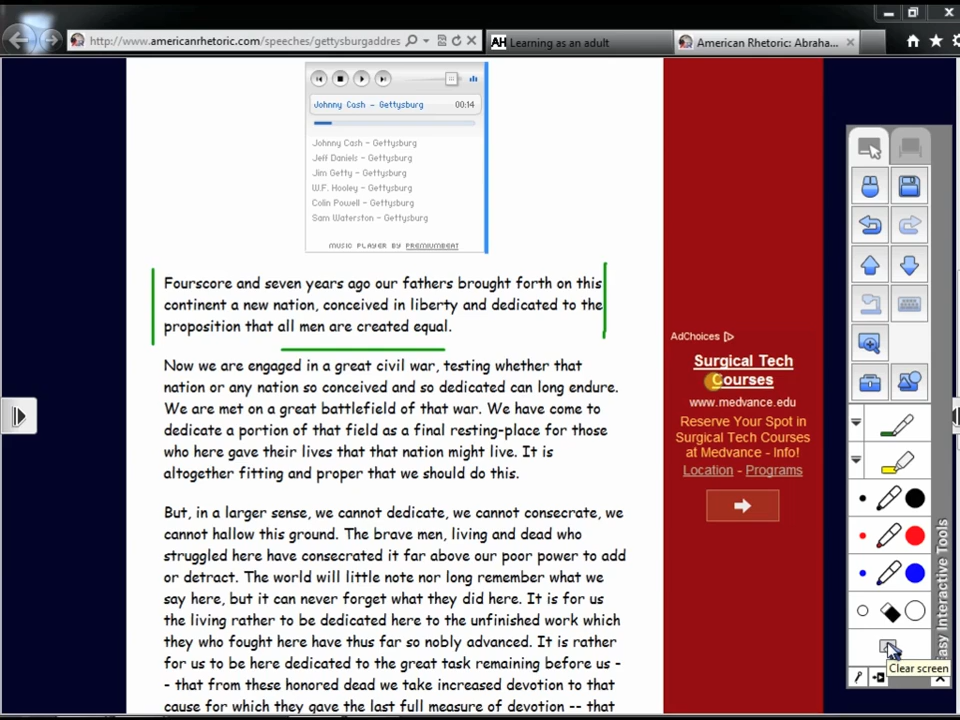 http://www.americanrhetoric.com/speeches/gettysburgaddres
AH Learning as an adult
American Rhetoric: Abraha...
Johnny Cash - Gettysburg 00:14
Johnny Cash - Gettysburg
Jeff Daniels - Gettysburg
Jim Getty - Gettysburg
W.F. Hooley - Gettysburg
Colin Powell - Gettysburg
Sam Waterston - Gettysburg
MUSIC PLAYER BY PREMIUMBEAT
Fourscore and seven years ago our fathers brought forth on this
continent a new nation, conceived in liberty and dedicated to the
proposition that all men are created equal.
Now we are engaged in a great civil war, testing whether that
nation or any nation so conceived and so dedicated can long endure.
We are met on a great battlefield of that war. We have come to
dedicate a portion of that field as a final resting-place for those
who here gave their lives that that nation might live. It is
altogether fitting and proper that we should do this.
But, in a larger sense, we cannot dedicate, we cannot consecrate, we
cannot hallow this ground. The brave men, living and dead who
struggled here have consecrated it far above our poor power to add
or detract. The world will little note nor long remember what we
say here, but it can never forget what they did here. It is for us
the living rather to be dedicated here to the unfinished work which
they who fought here have thus far so nobly advanced. It is rather
for us to be here dedicated to the great task remaining before us -
- that from these honored dead we take increased devotion to that
cause for which they gave the last full measure of devotion -- that
AdChoices
Surgical Tech
Courses
www.medvance.edu
Reserve Your Spot in
Surgical Tech Courses
at Medvance - Info!
Location - Programs
Easy Interactive Tools
Clear screen